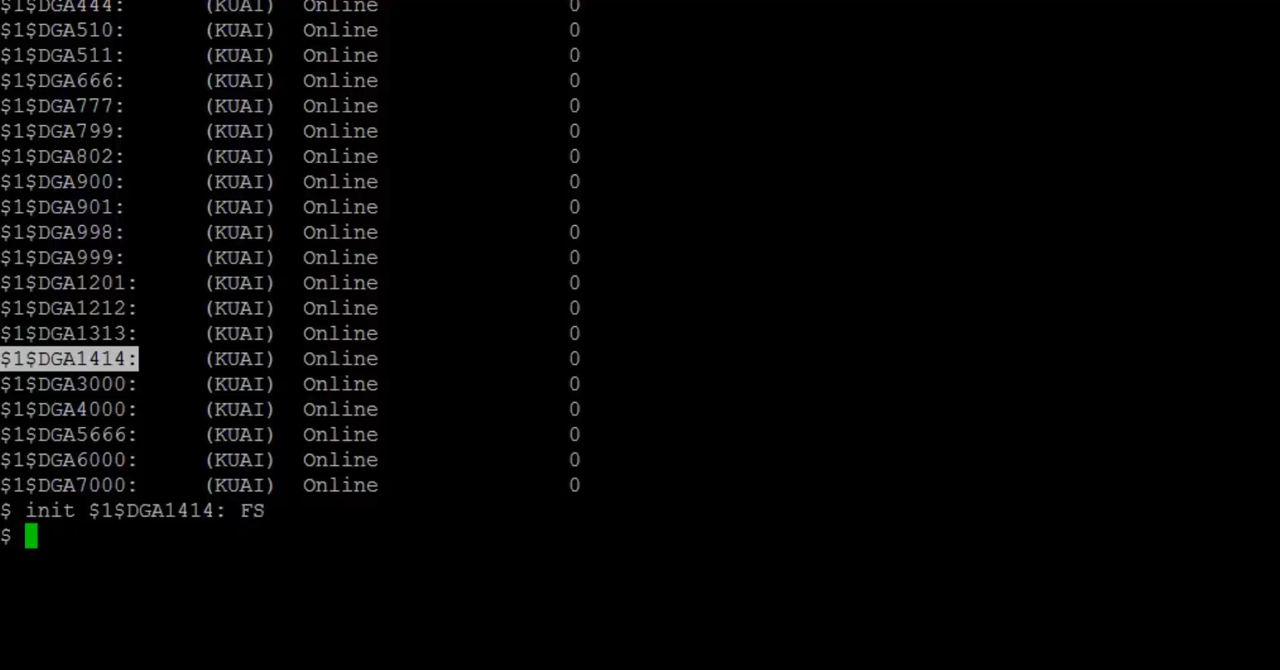 $1$DGA444: (KUAI) Online 0
$1$DGA510: (KUAI) Online 0
$1$DGA511: (KUAI) Online 0
$1$DGA666: (KUAI) Online 0
$1$DGA777: (KUAI) Online 0
$1$DGA799: (KUAI) Online 0
$1$DGA802: (KUAI) Online 0
$1$DGA900: (KUAI) Online 0
$1$DGA901: (KUAI) Online 0
$1$DGA998: (KUAI) Online 0
$1$DGA999: (KUAI) Online 0
$1$DGA1201: (KUAI) Online 0
$1$DGA1212: (KUAI) Online 0
$1$DGA1313: (KUAI) Online 0
$1$DGA1414: (KUAI) Online 0
$1$DGA3000: (KUAI) Online 0
$1$DGA4000: (KUAI) Online 0
$1$DGA5666: (KUAI) Online 0
$1$DGA6000: (KUAI) Online 0
$1$DGA7000: (KUAI) Online 0
$ init $1$DGA1414: FS
$